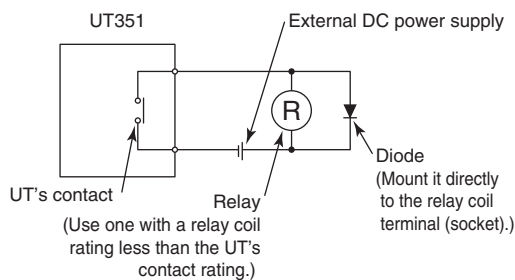 UT351
External DC power supply
R
Diode
(Mount it directly
to the relay coil
terminal (socket).)
UT's contact
Relay
(Use one with a relay coil
rating less than the UT's
contact rating.)